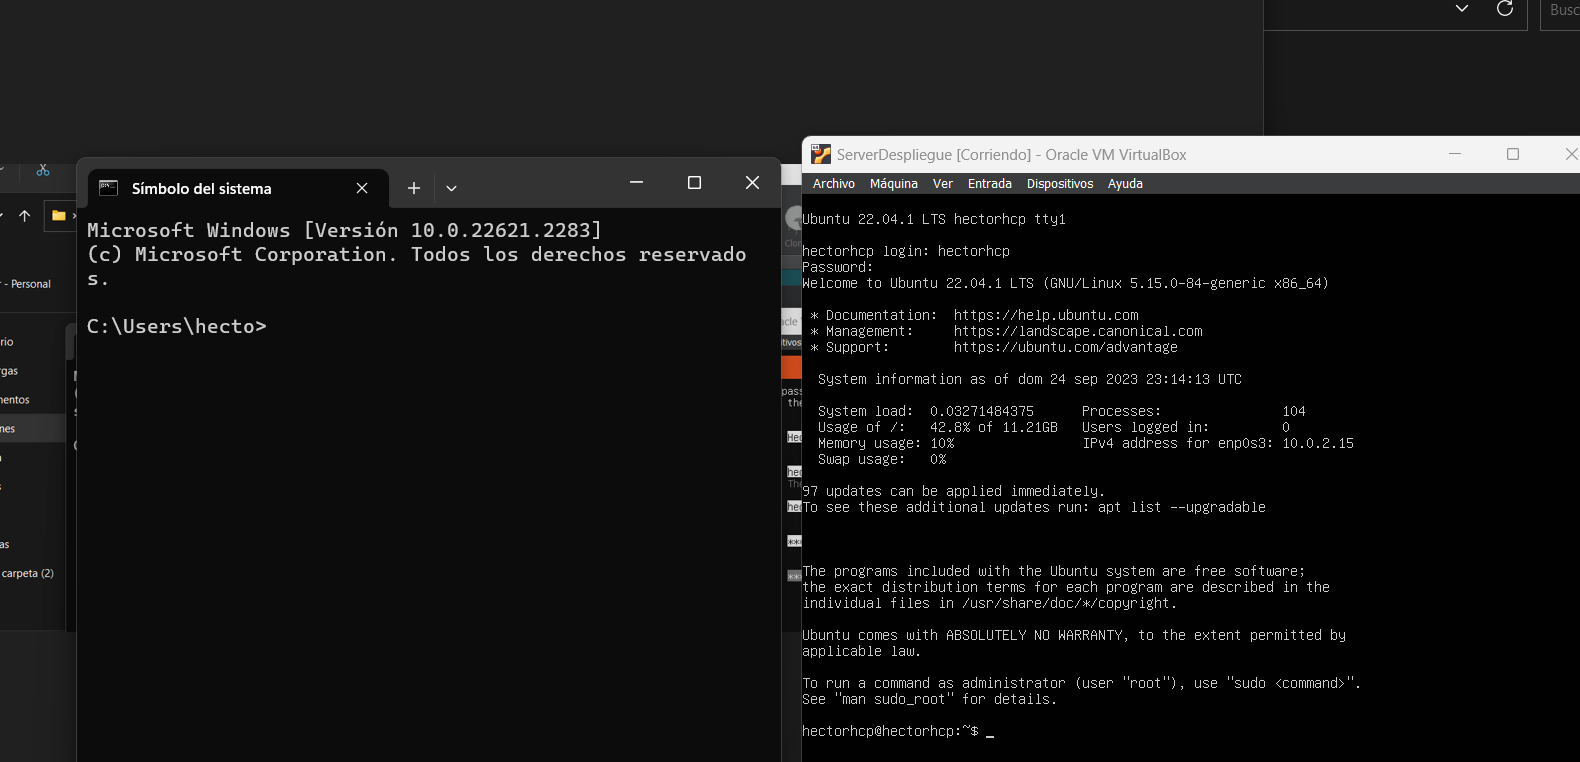 Busc
Símbolo del sistema
Microsoft Windows [Versión 10.0.22621.2283]
(c) Microsoft Corporation. Todos los derechos reservado
s.
C:\Users\hecto>
- Personal
rio
rgas
mentos
nes
as
carpeta (2)
ServerDespliegue [Corriendo] - Oracle VM VirtualBox
Archivo Máquina Ver Entrada Dispositivos Ayuda
Ubuntu 22.04.1 LTS hectorhcp tty1
hectorhcp login: hectorhcp
Password:
Welcome to Ubuntu 22.04.1 LTS (GNU/Linux 5.15.0-84-generic x86_64)
* Documentation: https://help.ubuntu.com
* Management: https://landscape.canonical.com
* Support: https://ubuntu.com/advantage
System information as of dom 24 sep 2023 23:14:13 UTC
System load: 0.03271484375 Processes: 104
Usage of /: 42.8% of 11.21GB Users logged in: 0
Memory usage: 10% IPv4 address for enp0s3: 10.0.2.15
Swap usage: 0%
97 updates can be applied immediately.
To see these additional updates run: apt list --upgradable
The programs included with the Ubuntu system are free software;
the exact distribution terms for each program are described in the
individual files in /usr/share/doc/*/copyright.
Ubuntu comes with ABSOLUTELY NO WARRANTY, to the extent permitted by
applicable law.
To run a command as administrator (user "root"), use "sudo <command>".
See "man sudo_root" for details.
hectorhcp@hectorhcp:~$ _